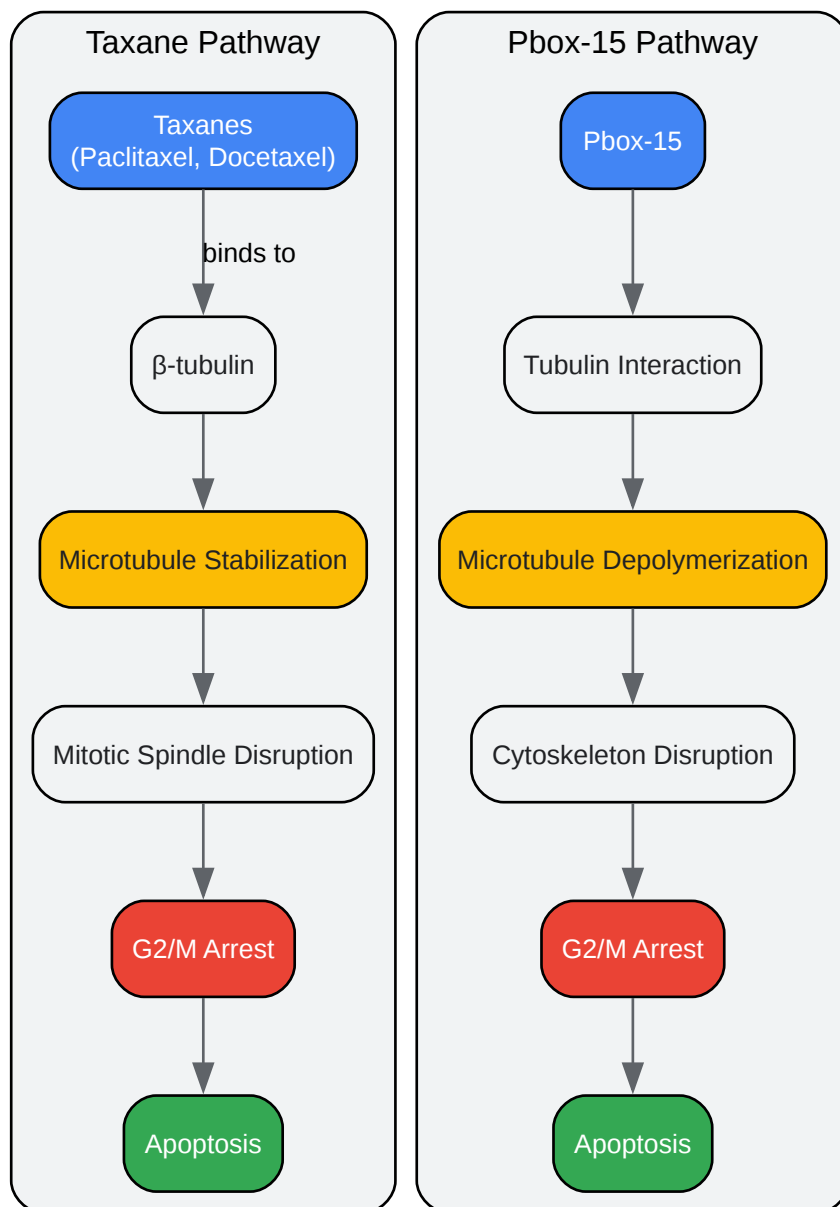 Taxane Pathway
Taxanes
(Paclitaxel, Docetaxel)
binds to
β-tubulin
Microtubule Stabilization
Mitotic Spindle Disruption
G2/M Arrest
Apoptosis
Pbox-15 Pathway
Pbox-15
Tubulin Interaction
Microtubule Depolymerization
Cytoskeleton Disruption
G2/M Arrest
Apoptosis